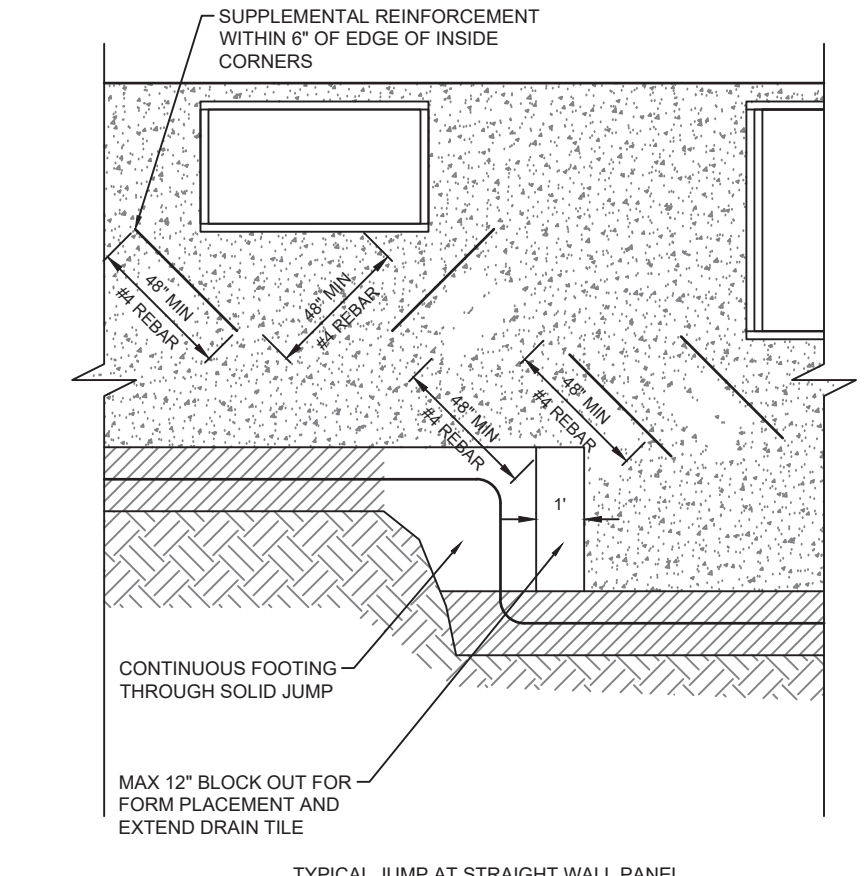 SUPPLEMENTAL REINFORCEMENT
WITHIN 6" OF EDGE OF INSIDE
CORNERS
48" MIN
#4 REBAR
48" MIN
#4 REBAR
48" MIN
#4 REBAR
48" MIN
#4 REBAR
1'
CONTINUOUS FOOTING
THROUGH SOLID JUMP
MAX 12" BLOCK OUT FOR
FORM PLACEMENT AND
EXTEND DRAIN TILE
TYPICAL JUMP AT STRAIGHT WALL PANEL